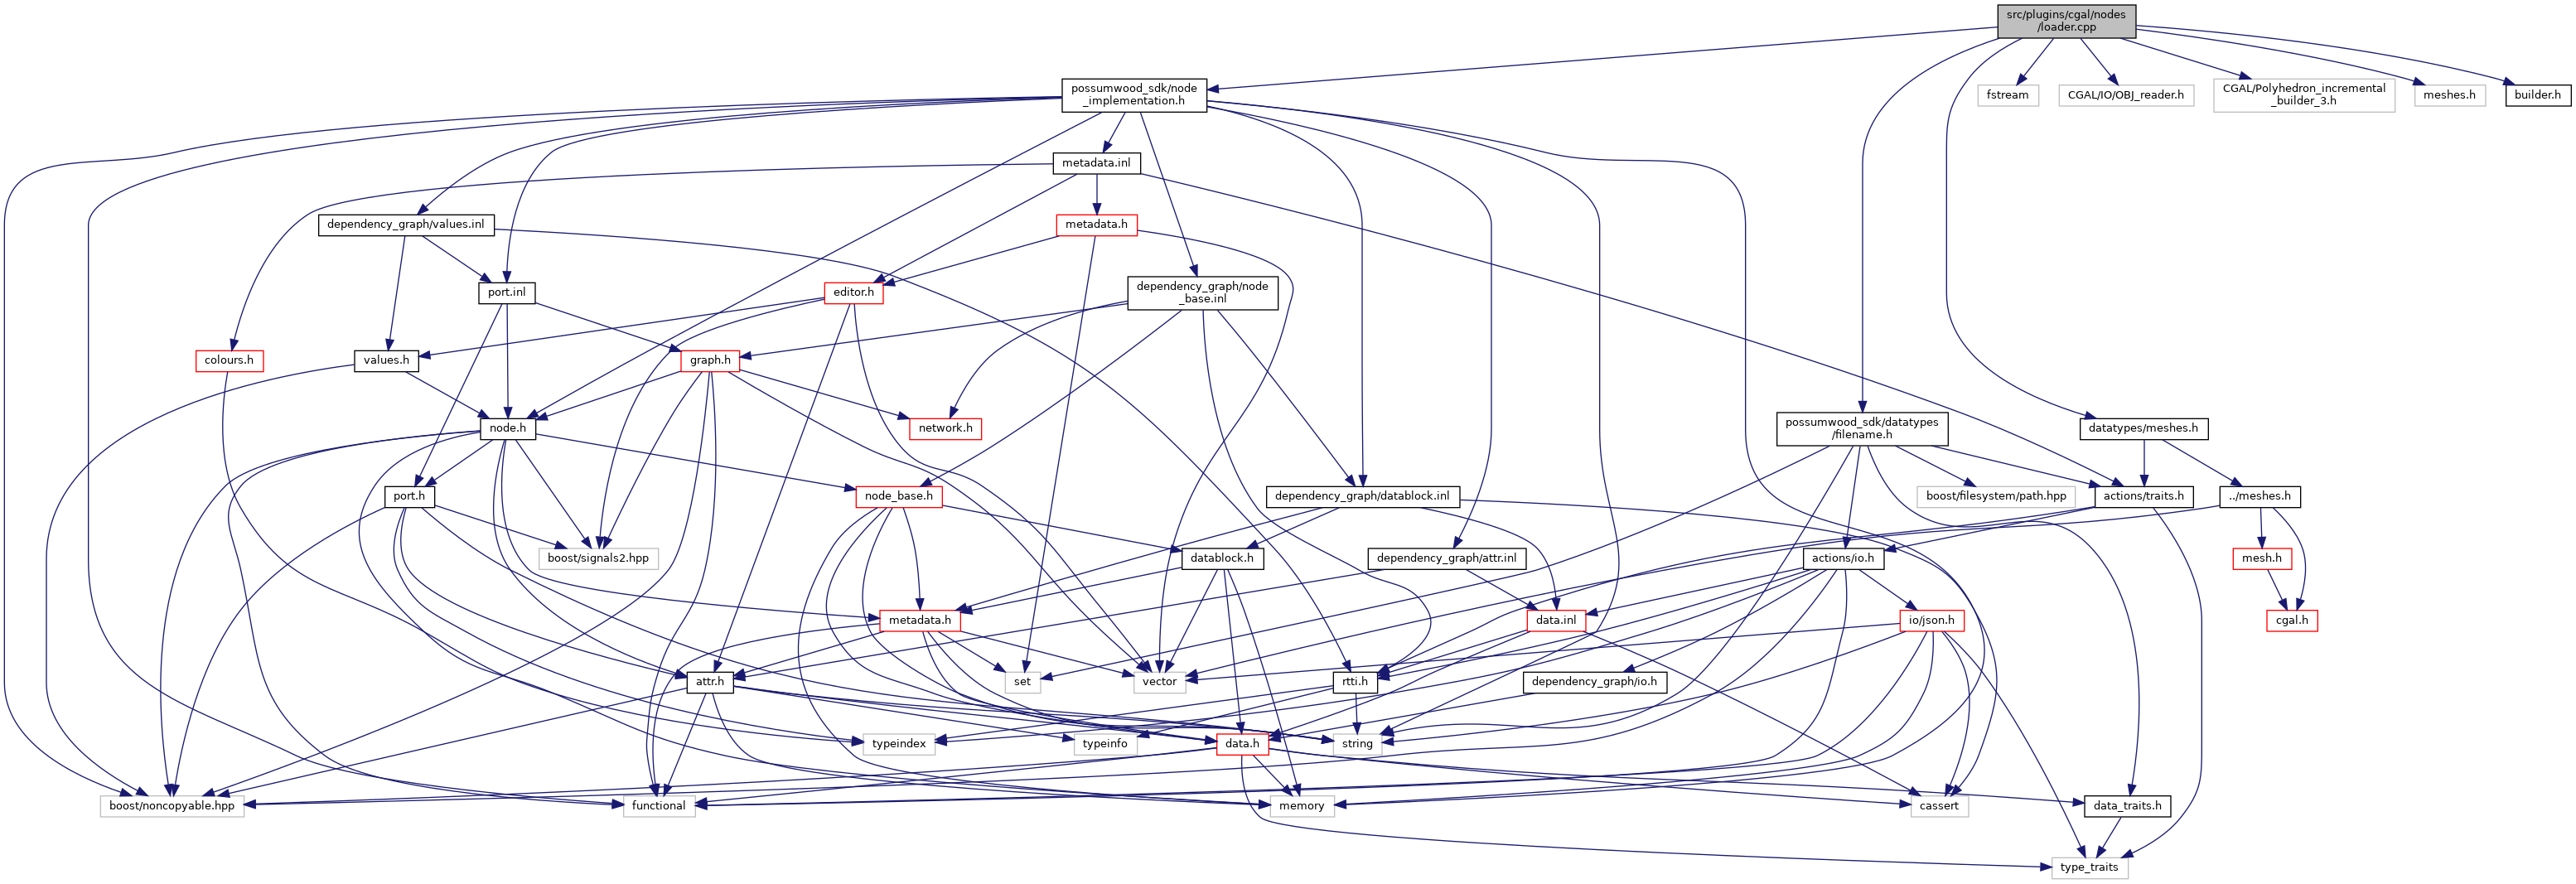 src/plugins/cgal/nodes
/loader.cpp
possumwood_sdk/node
_implementation.h
fstream
CGAL/IO/OBJ_reader.h
CGAL/Polyhedron_incremental
_builder_3.h
meshes.h
builder.h
metadata.inl
dependency_graph/values.inl
metadata.h
port.inl
editor.h
dependency_graph/node
_base.inl
colours.h
values.h
graph.h
node.h
network.h
possumwood_sdk/datatypes
/filename.h
datatypes/meshes.h
port.h
node_base.h
dependency_graph/datablock.inl
boost/filesystem/path.hpp
actions/traits.h
../meshes.h
boost/signals2.hpp
datablock.h
dependency_graph/attr.inl
actions/io.h
mesh.h
metadata.h
data.inl
io/json.h
cgal.h
attr.h
set
vector
rtti.h
dependency_graph/io.h
typeindex
typeinfo
data.h
string
boost/noncopyable.hpp
functional
memory
cassert
data_traits.h
type_traits